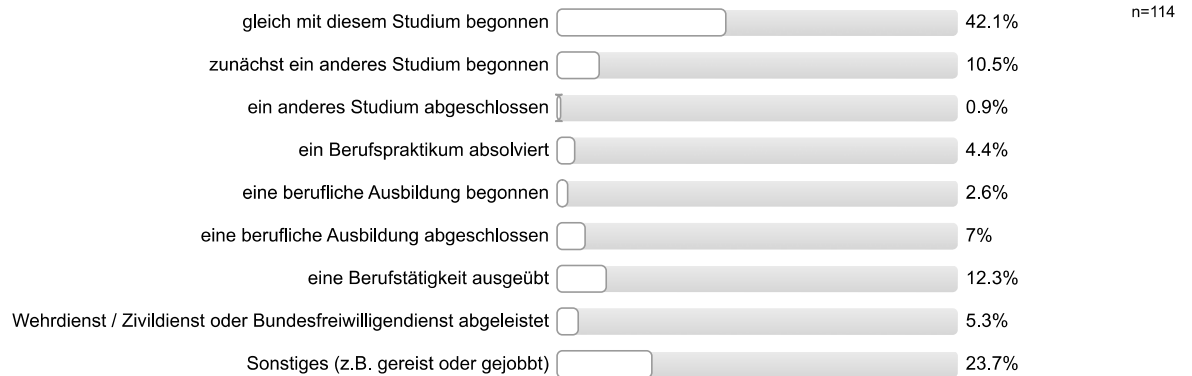 gleich mit diesem Studium begonnen 42.1% n=114
zunächst ein anderes Studium begonnen 10.5%
ein anderes Studium abgeschlossen 0.9%
ein Berufspraktikum absolviert 4.4%
eine berufliche Ausbildung begonnen 2.6%
eine berufliche Ausbildung abgeschlossen 7%
eine Berufstätigkeit ausgeübt 12.3%
Wehrdienst / Zivildienst oder Bundesfreiwilligendienst abgeleistet 5.3%
Sonstiges (z.B. gereist oder gejobbt) 23.7%